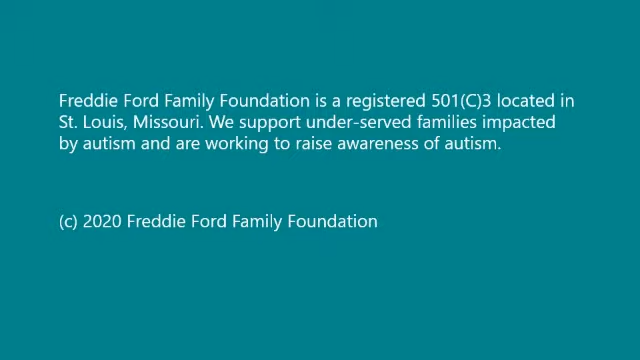 Freddie Ford Family Foundation is a registered 501(C)3 located in
St. Louis, Missouri. We support under-served families impacted
by autism and are working to raise awareness of autism.
(c) 2020 Freddie Ford Family Foundation